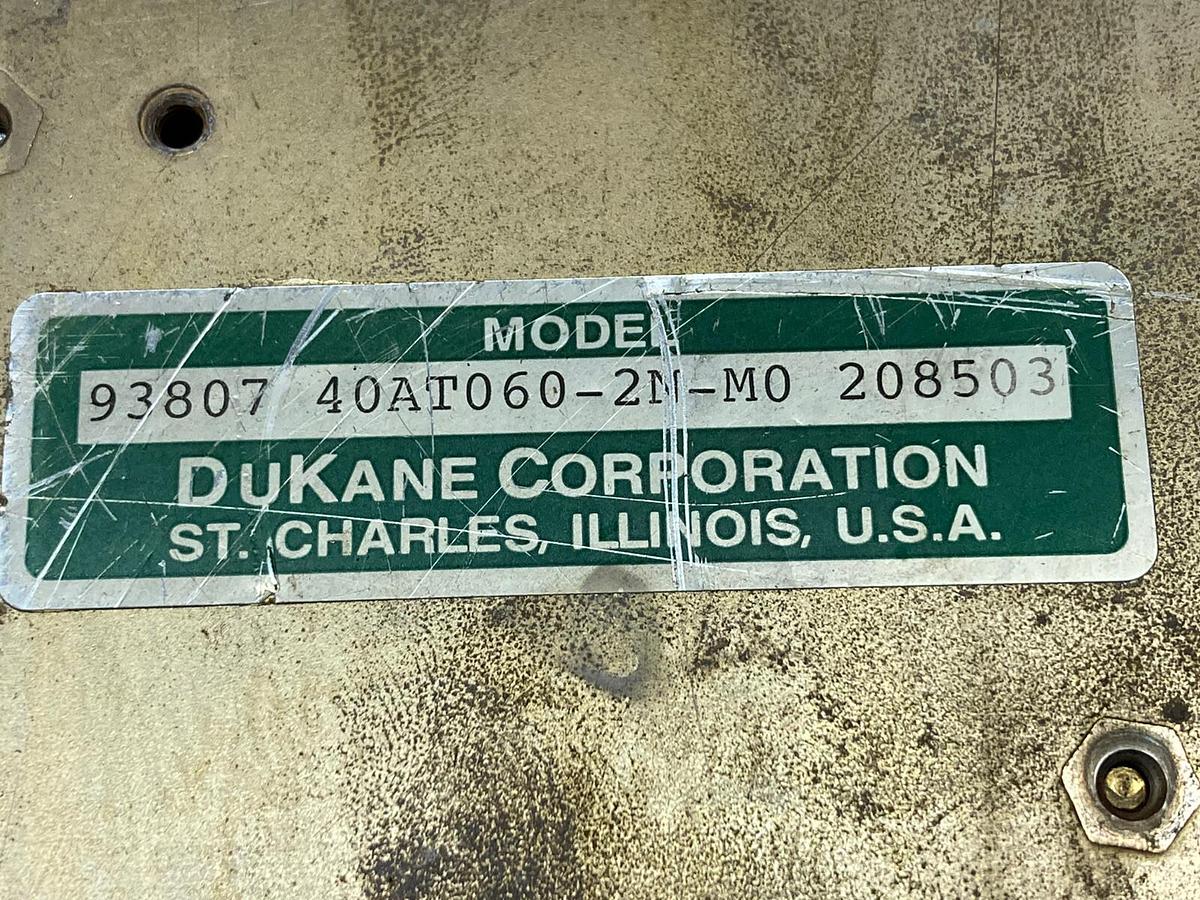 MODEL
93807 40AT060-2N-M0 208503
DUKANE CORPORATION
ST. CHARLES, ILLINOIS, U.S.A.